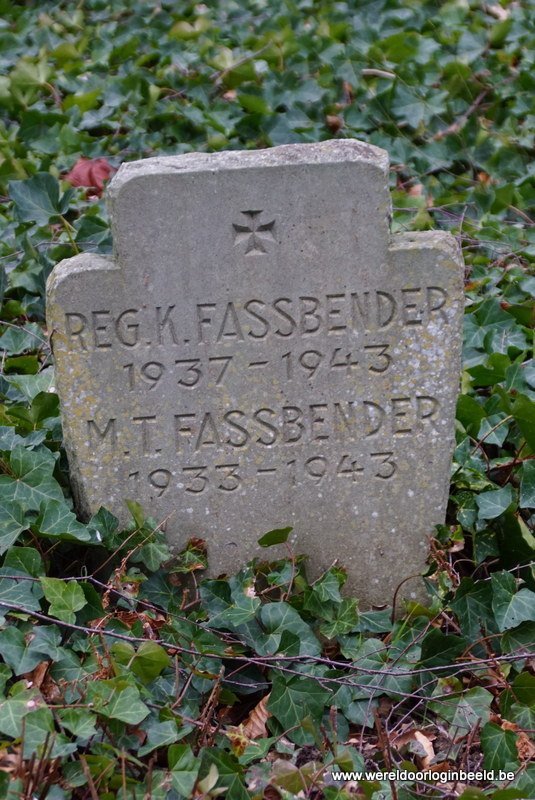 REG. K. FASSBENDER
1937 - 1943
M. T. FASSBENDER
1933 - 1943
www.wereldoorloginbeeld.be